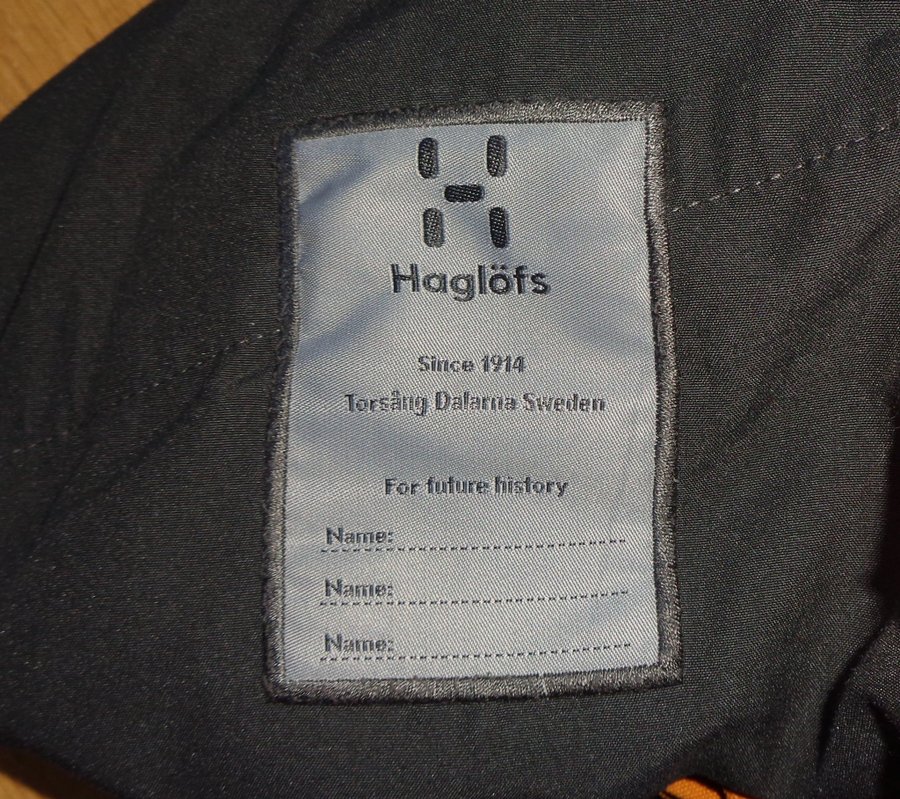 Haglöfs
Since 1914
Torsång Dalarna Sweden
For future history
Name:
Name:
Name: